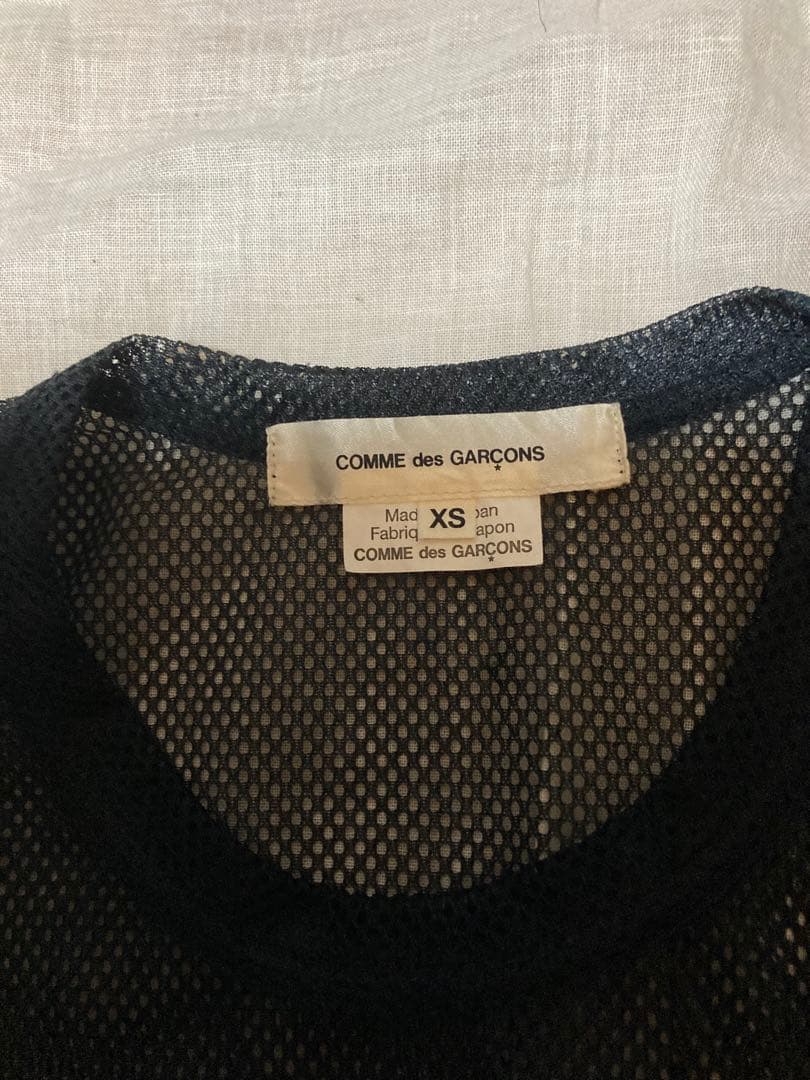 COMME des GARÇONS
Mad XS pan
Fabriq apon
COMME des GARÇONS